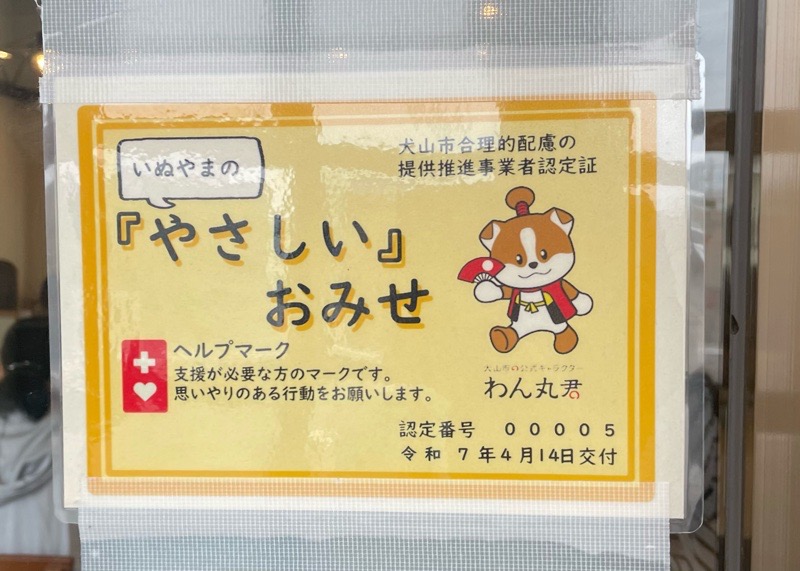 いぬやまの
犬山市合理的配慮の
提供推進事業者認定証
『やさしい』
おみせ
ヘルプマーク
支援が必要な方のマークです。
思いやりのある行動をお願いします。
犬山市の公式キャラクター
わん丸君
認定番号 00005
令和 7年4月14日交付